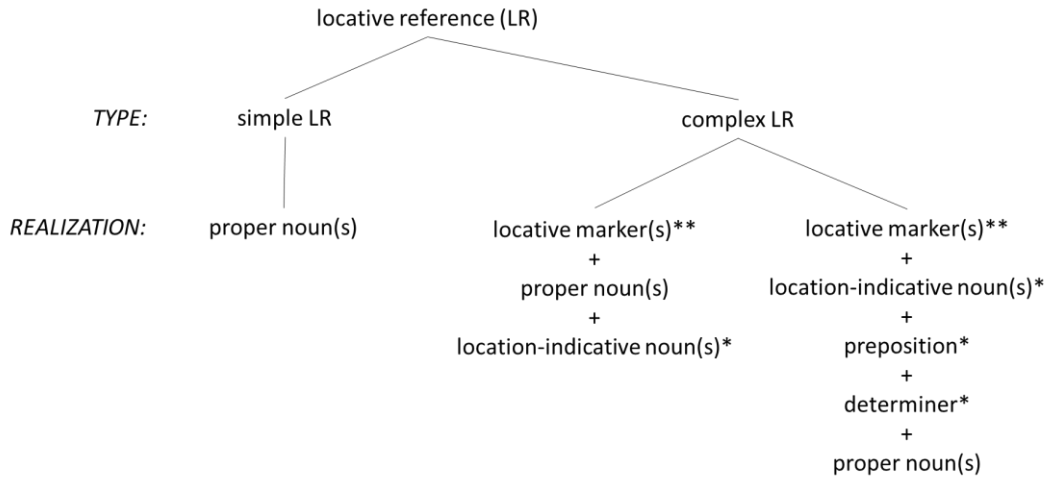 locative reference (LR)
TYPE: simple LR complex LR
REALIZATION: proper noun(s) locative marker(s)** locative marker(s)**
+ +
proper noun(s) location-indicative noun(s)*
+ +
location-indicative noun(s)* preposition*
+
determiner*
+
proper noun(s)